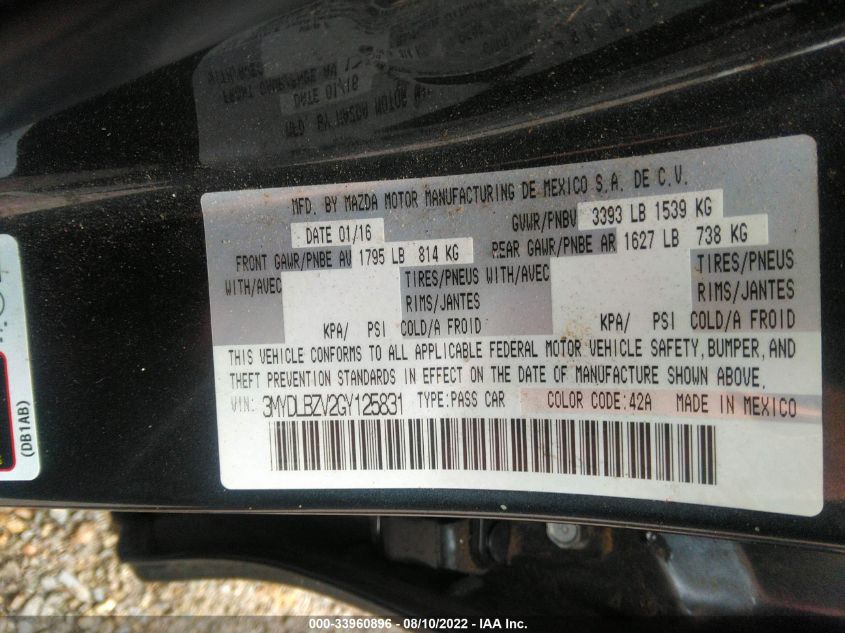 MFD. BY MAZDA MOTOR MANUFACTURING DE MEXICO S.A. DE C.V.
DATE 01/16 GVWR/PNBV 3393 LB 1539 KG
FRONT GAWR/PNBE AV 1795 LB 814 KG REAR GAWR/PNBE AR 1627 LB 738 KG
WITH/AVEC TIRES/PNEUS WITH/AVEC TIRES/PNEUS
RIMS/JANTES RIMS/JANTES
KPA/ PSI COLD/A FROID KPA/ PSI COLD/A FROID
THIS VEHICLE CONFORMS TO ALL APPLICABLE FEDERAL MOTOR VEHICLE SAFETY, BUMPER, AND
THEFT PREVENTION STANDARDS IN EFFECT ON THE DATE OF MANUFACTURE SHOWN ABOVE.
VIN: 3MYDLBZV2GY125831 TYPE:PASS CAR COLOR CODE:42A MADE IN MEXICO
(DB1AB)
000-33960896 - 08/10/2022 - IAA Inc.